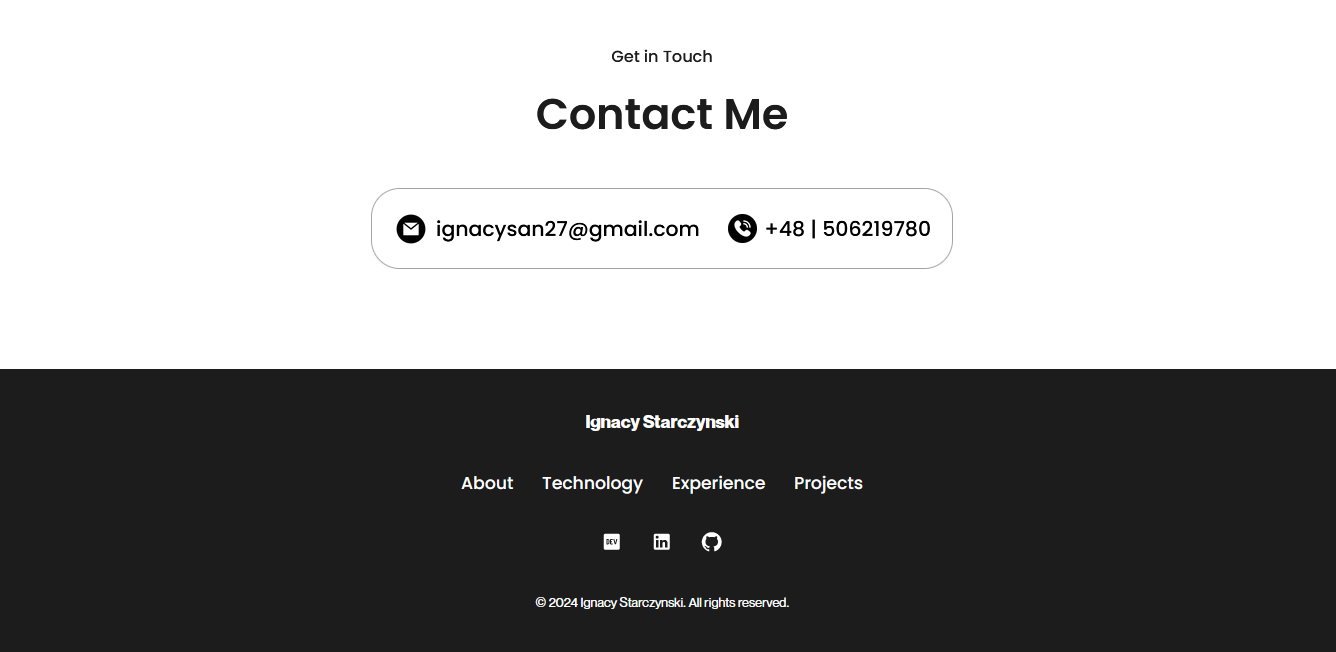 Get in Touch
Contact Me
ignacysan27@gmail.com +48 | 506219780
Ignacy Starczynski
About Technology Experience Projects
DEV in
© 2024 Ignacy Starczynski. All rights reserved.